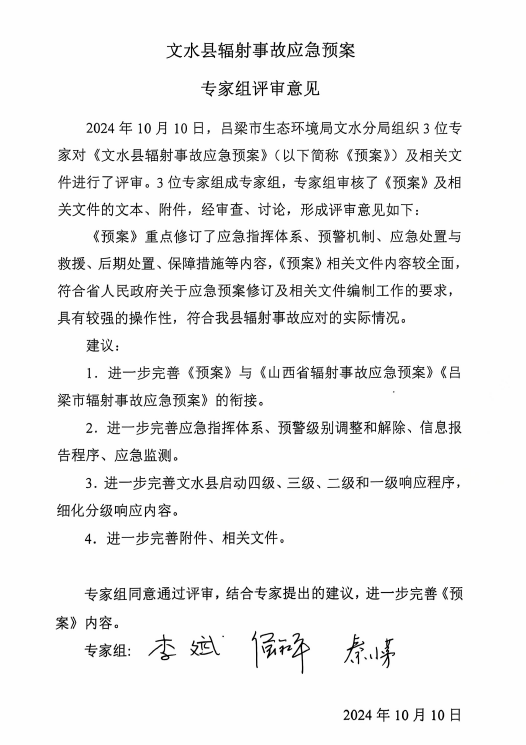 文水县辐射事故应急预案
专家组评审意见
2024 年 10 月 10 日，吕梁市生态环境局文水分局组织 3 位专
家对《文水县辐射事故应急预案》（以下简称《预案》）及相关文
件进行了评审。3 位专家组成专家组，专家组审核了《预案》及相
关文件的文本、附件，经审查、讨论，形成评审意见如下：
《预案》重点修订了应急指挥体系、预警机制、应急处置与
救援、后期处置、保障措施等内容，《预案》相关文件内容较全面，
符合省人民政府关于应急预案修订及相关文件编制工作的要求，
具有较强的操作性，符合我县辐射事故应对的实际情况。
建议：
1．进一步完善《预案》与《山西省辐射事故应急预案》《吕
梁市辐射事故应急预案》的衔接。
2．进一步完善应急指挥体系、预警级别调整和解除、信息报
告程序、应急监测。
3．进一步完善文水县启动四级、三级、二级和一级响应程序，
细化分级响应内容。
4．进一步完善附件、相关文件。
专家组同意通过评审，结合专家提出的建议，进一步完善《预
案》内容。
专家组: 李斌
2024 年 10 月 10 日